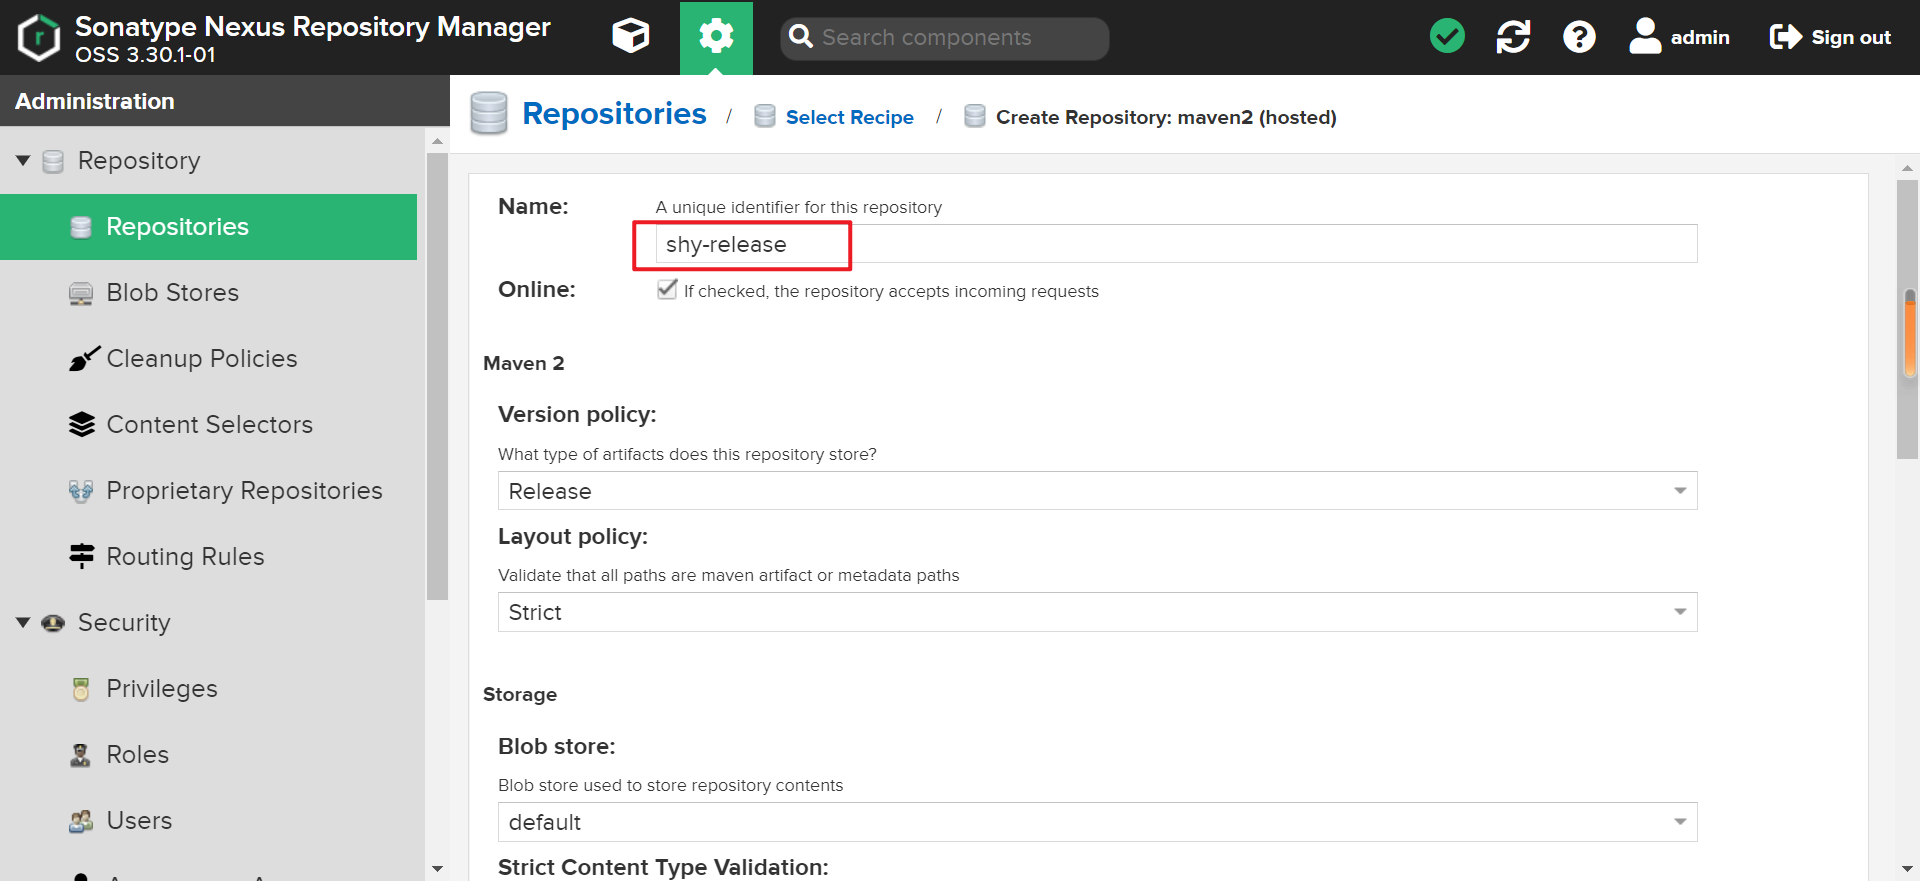 Sonatype Nexus Repository Manager
OSS 3.30.1-01
Search components
admin
Sign out
Administration
Repositories / Select Recipe / Create Repository: maven2 (hosted)
Repository
Repositories
Blob Stores
Cleanup Policies
Content Selectors
Proprietary Repositories
Routing Rules
Security
Privileges
Roles
Users
Name:
A unique identifier for this repository
shy-release
Online:
If checked, the repository accepts incoming requests
Maven 2
Version policy:
What type of artifacts does this repository store?
Release
Layout policy:
Validate that all paths are maven artifact or metadata paths
Strict
Storage
Blob store:
Blob store used to store repository contents
default
Strict Content Type Validation: